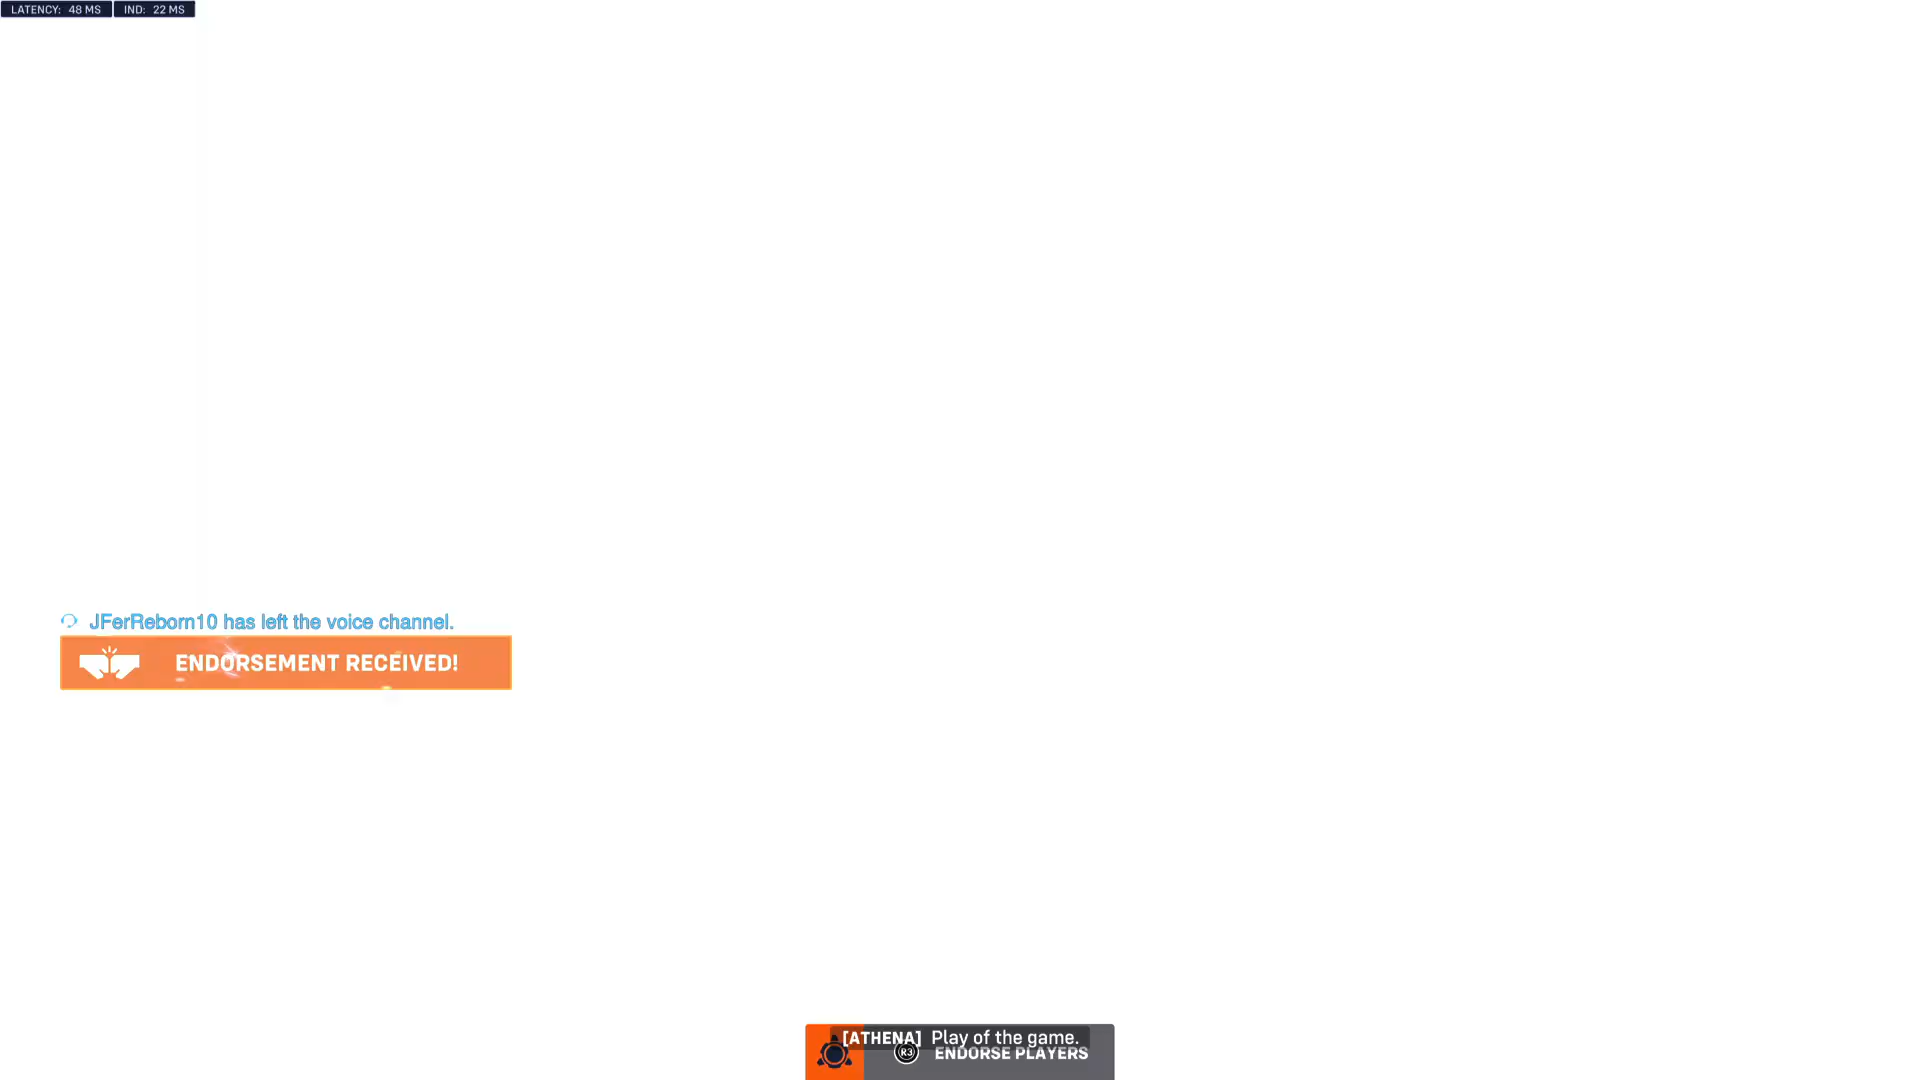 LATENCY: 48 MS IND: 22 MS
JFerReborn10 has left the voice channel.
ENDORSEMENT RECEIVED!
[ATHENA] Play of the game.
R3 ENDORSE PLAYERS